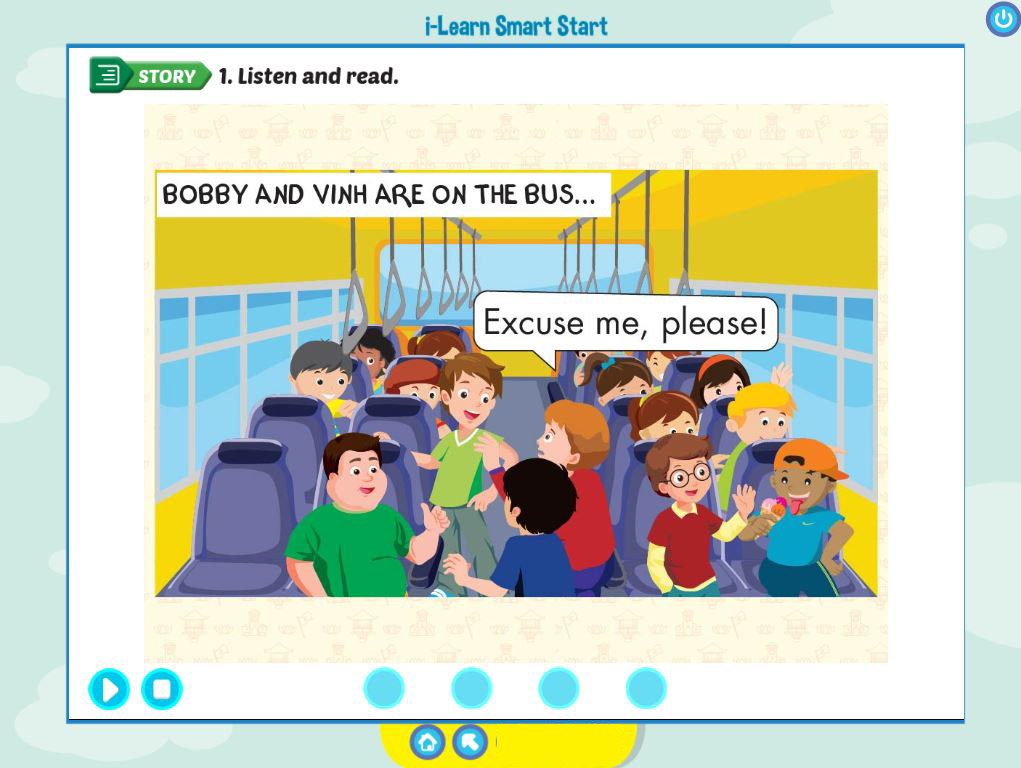 i-Learn Smart Start
STORY 1. Listen and read.
BOBBY AND VINH ARE ON THE BUS...
Excuse me, please!